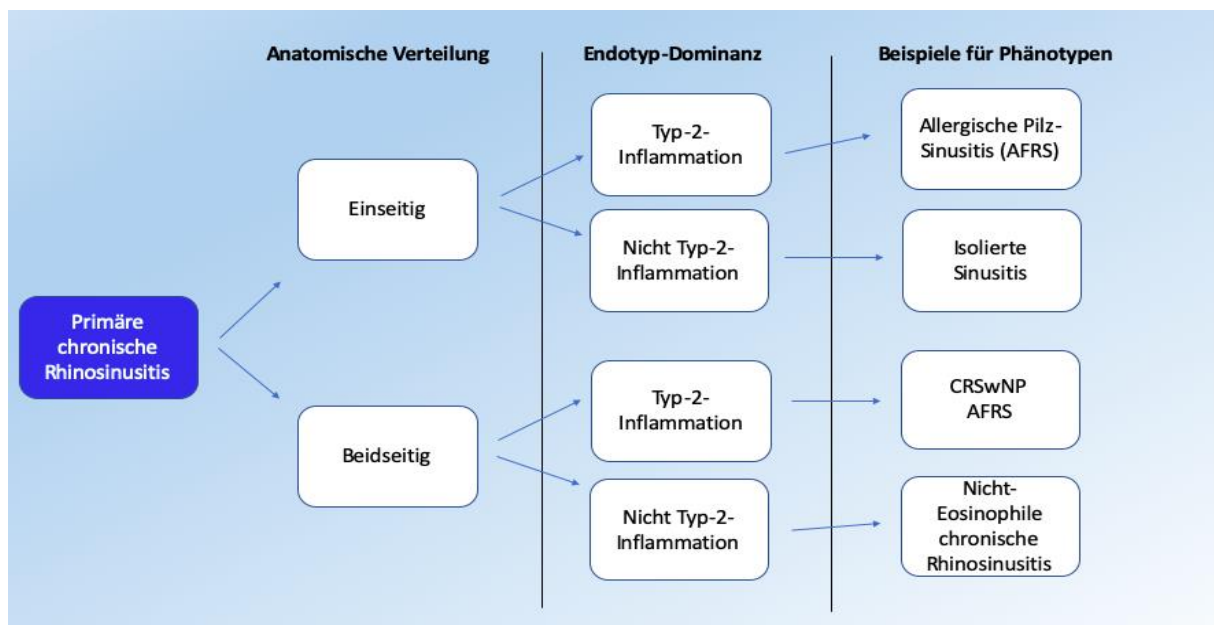 Anatomische Verteilung
Endotyp-Dominanz
Beispiele für Phänotypen
Primäre
chronische
Rhinosinusitis
Einseitig
Typ-2-
Inflammation
Allergische Pilz-
Sinusitis (AFRS)
Nicht Typ-2-
Inflammation
Isolierte
Sinusitis
Beidseitig
Typ-2-
Inflammation
CRSwNP
AFRS
Nicht Typ-2-
Inflammation
Nicht-
Eosinophile
chronische
Rhinosinusitis